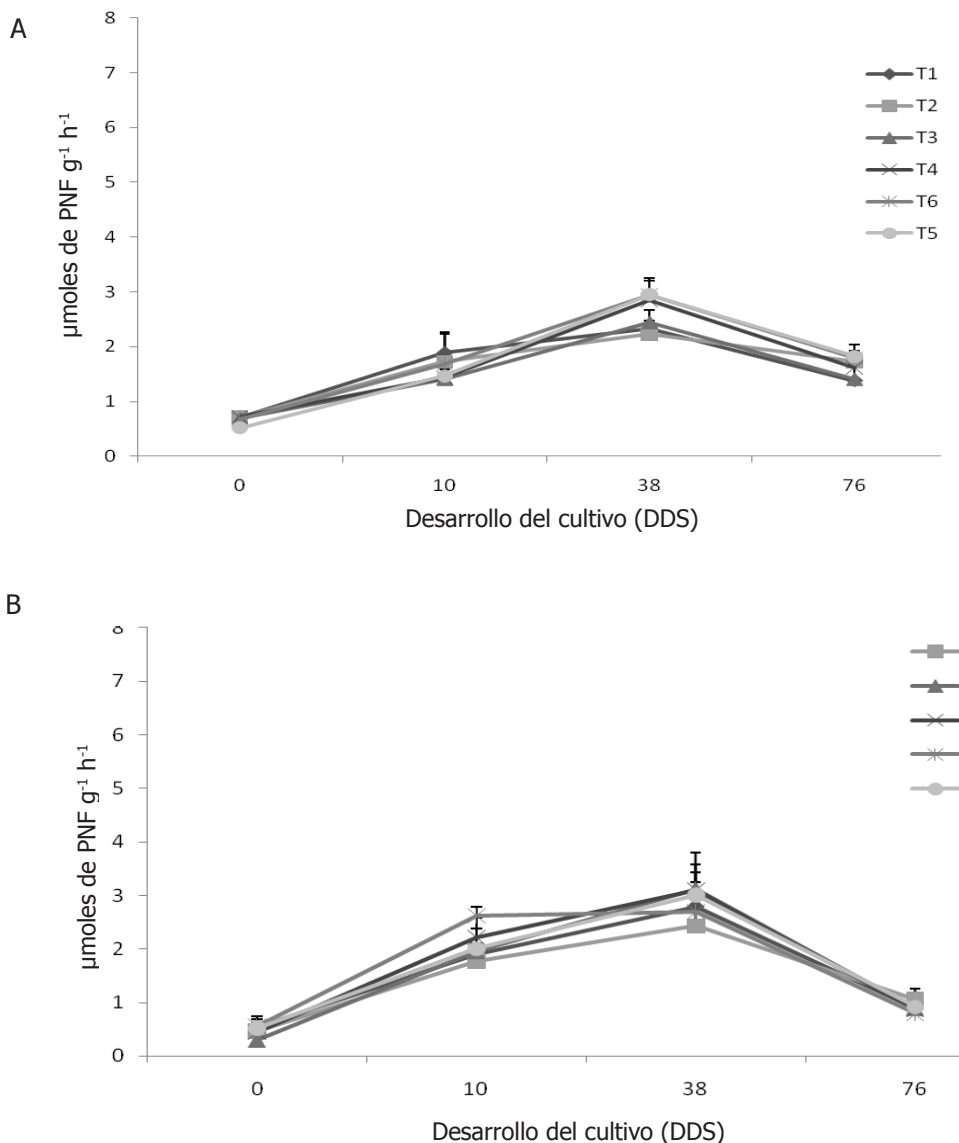 A
8
7
6
5
4
3
2
1
0
µmoles de PNF g-1 h-1
T1
T2
T3
T4
T6
T5
0 10 38 76
Desarrollo del cultivo (DDS)
B
8
7
6
5
4
3
2
1
0
µmoles de PNF g-1 h-1
0 10 38 76
Desarrollo del cultivo (DDS)